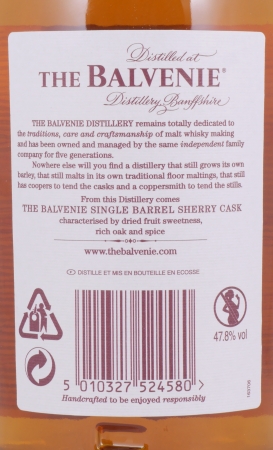 Distilled at
THE BALVENIE®
Distillery, Banffshire
THE BALVENIE DISTILLERY remains totally dedicated to
the traditions, care and craftsmanship of malt whisky making
and has been owned and managed by the same independent family
company for five generations.
Nowhere else will you find a distillery that still grows its own
barley, that still malts in its own traditional floor maltings, that still
has coopers to tend the casks and a coppersmith to tend the stills.
From this Distillery comes
THE BALVENIE SINGLE BARREL SHERRY CASK
characterised by dried fruit sweetness,
rich oak and spice
www.thebalvenie.com
DISTILLE ET MIS EN BOUTEILLE EN ECOSSE
47.8% vol
5 010327 524580 >
Handcrafted to be enjoyed responsibly